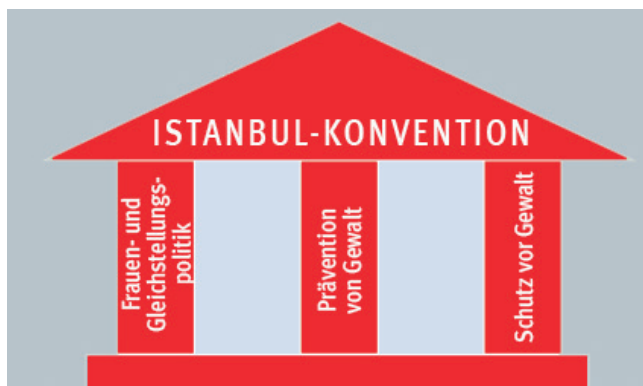 ISTANBUL-KONVENTION
Frauen- und
Gleichstellungs-
politik
Prävention
von Gewalt
Schutz vor Gewalt